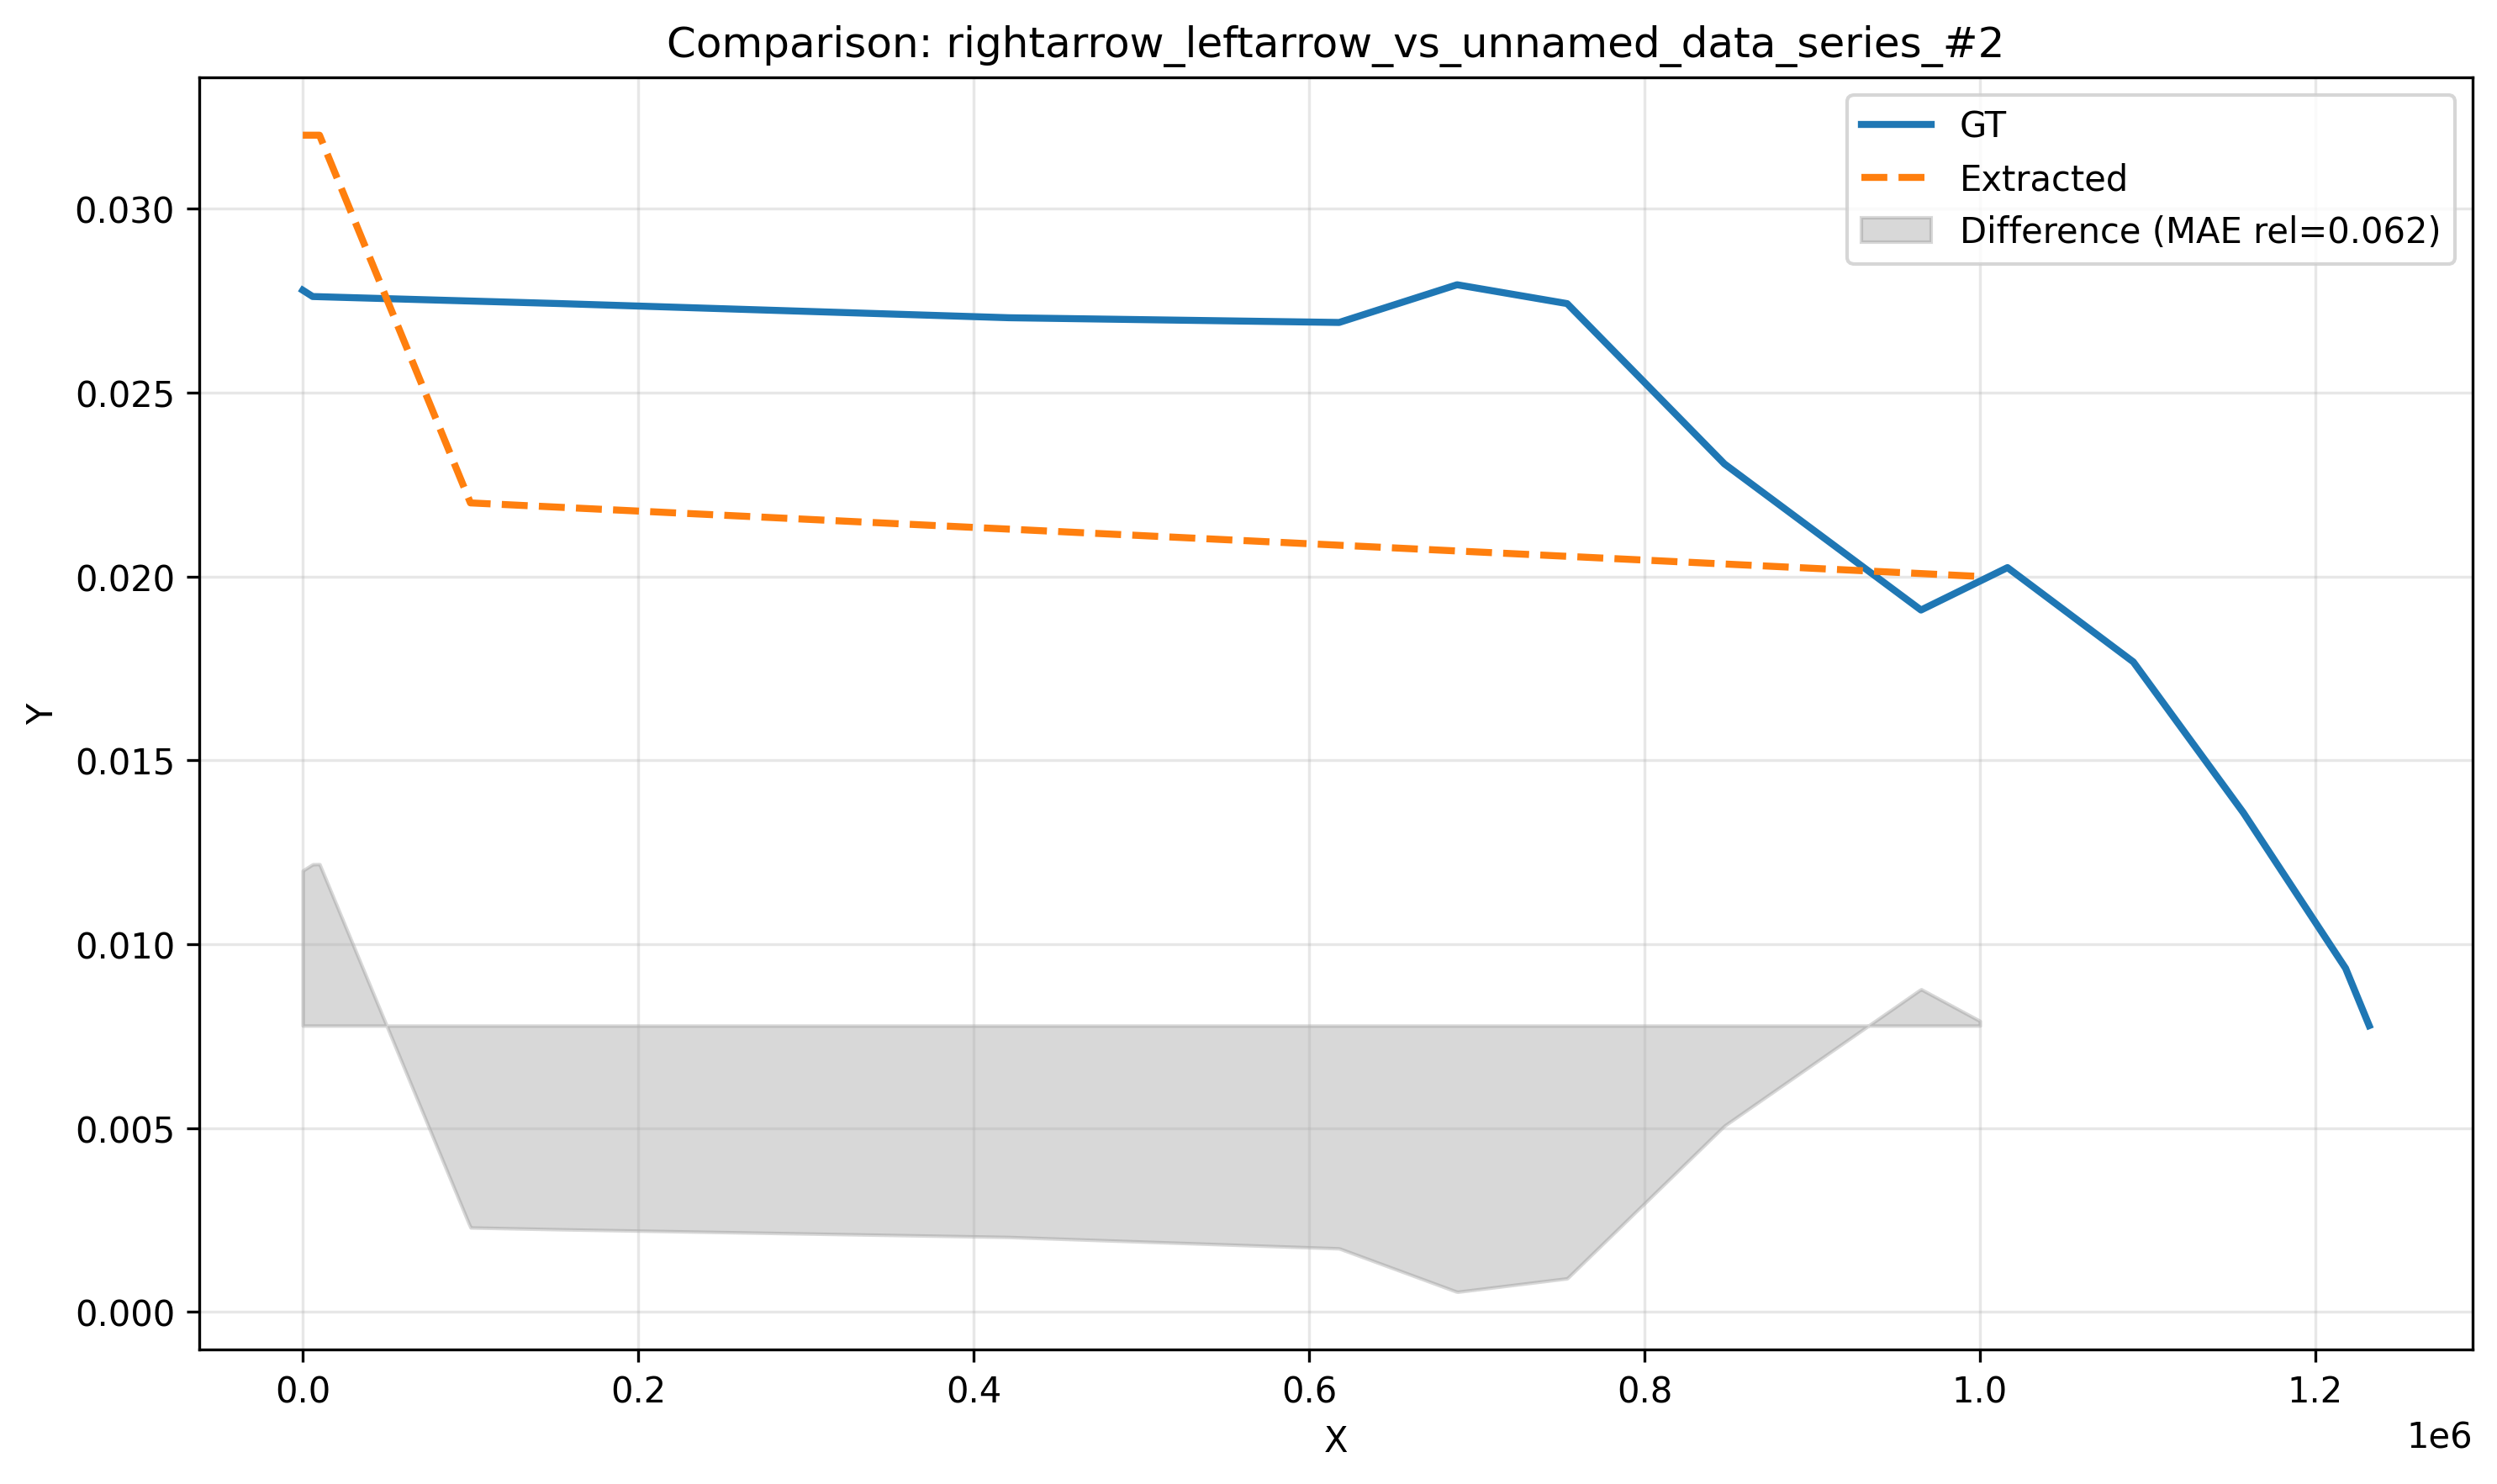 Comparison: rightarrow_leftarrow_vs_unnamed_data_series_#2
GT
Extracted
Difference (MAE rel=0.062)
0.030
0.025
0.020
0.015
0.010
0.005
0.000
Y
0.0 0.2 0.4 0.6 0.8 1.0 1.2
X
1e6